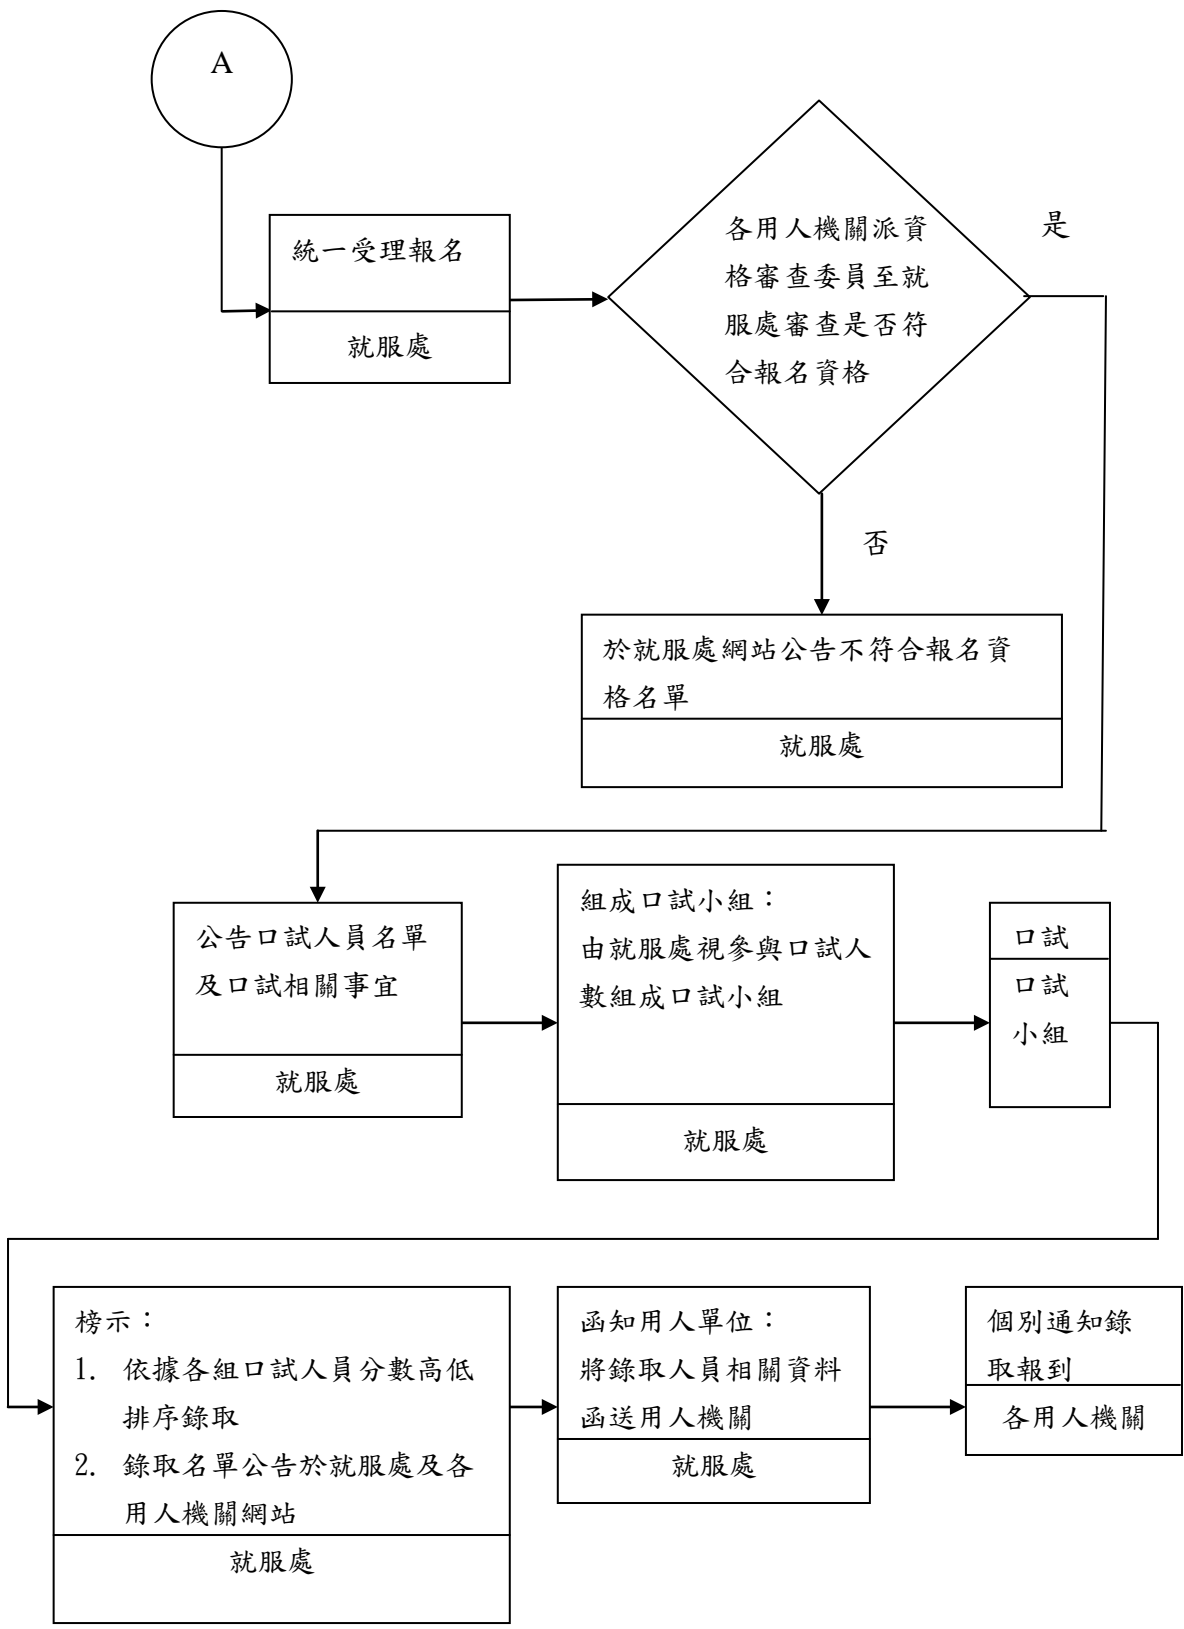 A
統一受理報名
就服處
各用人機關派資
格審查委員至就
服處審查是否符
合報名資格
是
否
於就服處網站公告不符合報名資
格名單
就服處
公告口試人員名單
及口試相關事宜
就服處
組成口試小組：
由就服處視參與口試人
數組成口試小組
就服處
口試
口試
小組
榜示：
1. 依據各組口試人員分數高低
排序錄取
2. 錄取名單公告於就服處及各
用人機關網站
就服處
函知用人單位：
將錄取人員相關資料
函送用人機關
就服處
個別通知錄
取報到
各用人機關